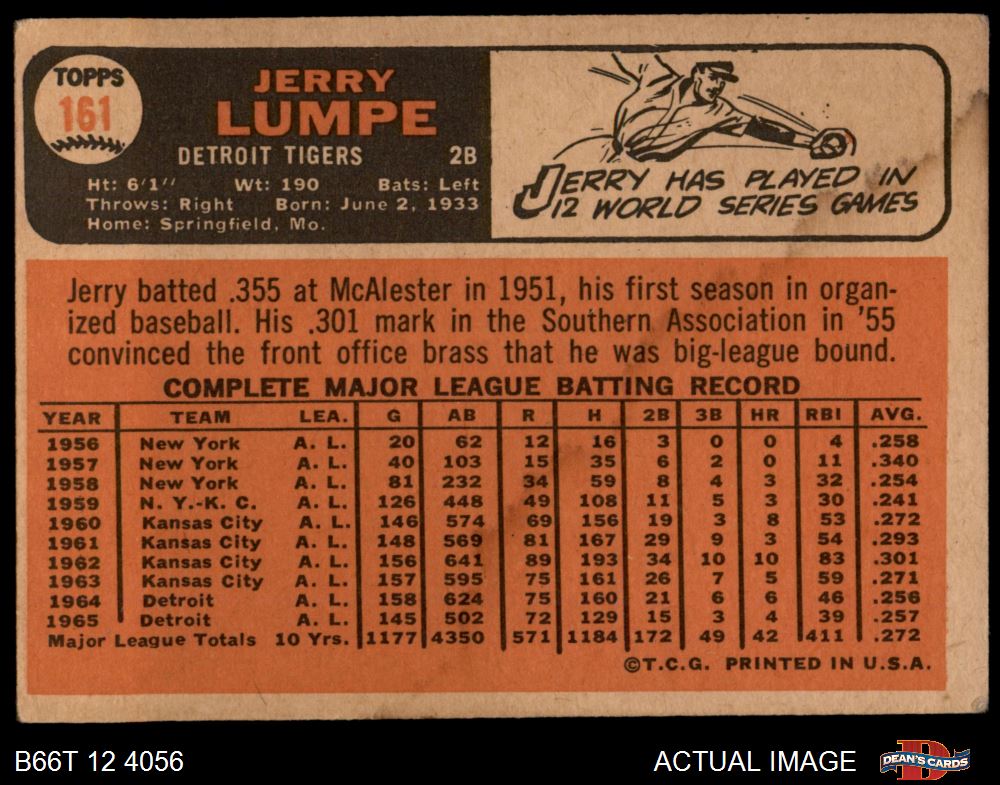 TOPPS
161
JERRY
LUMPE
DETROIT TIGERS 2B
Ht: 6'1" Wt: 190 Bats: Left
Throws: Right Born: June 2, 1933
Home: Springfield, Mo.
JERRY HAS PLAYED IN
12 WORLD SERIES GAMES
Jerry batted .355 at McAlester in 1951, his first season in organ-
ized baseball. His .301 mark in the Southern Association in '55
convinced the front office brass that he was big-league bound.
COMPLETE MAJOR LEAGUE BATTING RECORD
YEAR TEAM LEA. G AB R H 2B 3B HR RBI AVG.
1956 New York A. L. 20 62 12 16 3 0 0 4 .258
1957 New York A. L. 40 103 15 35 6 2 0 11 .340
1958 New York A. L. 81 232 34 59 8 4 3 32 .254
1959 N. Y.-K. C. A. L. 126 448 49 108 11 5 3 30 .241
1960 Kansas City A. L. 146 574 69 156 19 3 8 53 .272
1961 Kansas City A. L. 148 569 81 167 29 9 3 54 .293
1962 Kansas City A. L. 156 641 89 193 34 10 10 83 .301
1963 Kansas City A. L. 157 595 75 161 26 7 5 59 .271
1964 Detroit A. L. 158 624 75 160 21 6 6 46 .256
1965 Detroit A. L. 145 502 72 129 15 3 4 39 .257
Major League Totals 10 Yrs. 1177 4350 571 1184 172 49 42 411 .272
©T.C.G. PRINTED IN U.S.A.
B66T 12 4056 ACTUAL IMAGE DEAN'S CARDS